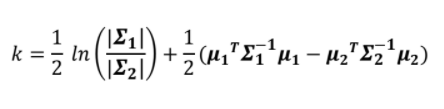 k = 1/2 ln(|Σ₁|/|Σ₂|) + 1/2 (μ₁ᵀΣ₁⁻¹μ₁ − μ₂ᵀΣ₂⁻¹μ₂)